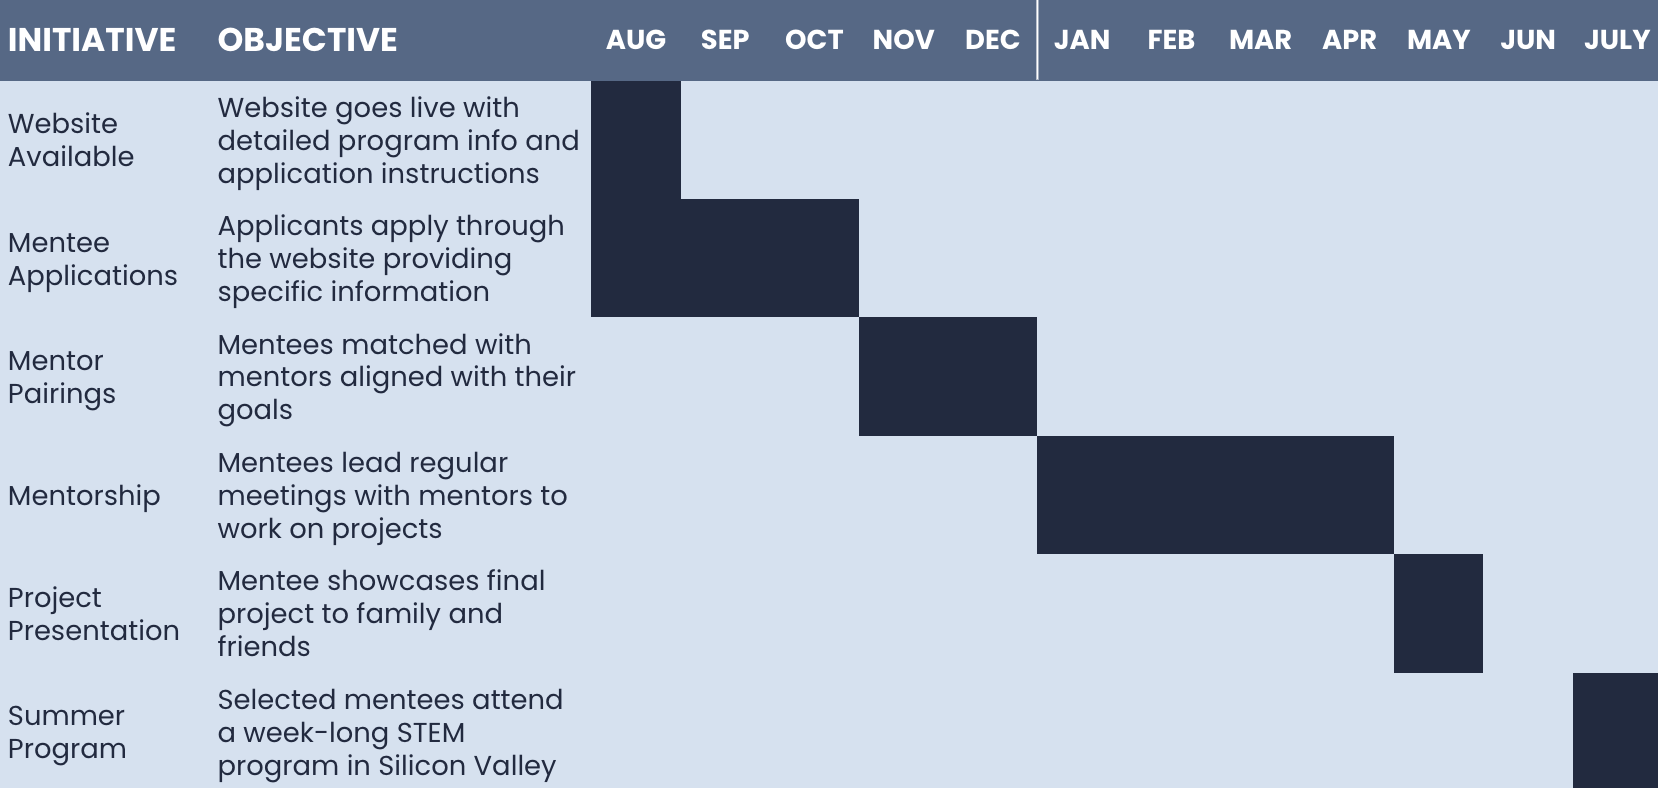 INITIATIVE OBJECTIVE AUG SEP OCT NOV DEC JAN FEB MAR APR MAY JUN JULY
Website
Available
Website goes live with
detailed program info and
application instructions
Mentee
Applications
Applicants apply through
the website providing
specific information
Mentor
Pairings
Mentees matched with
mentors aligned with their
goals
Mentorship
Mentees lead regular
meetings with mentors to
work on projects
Project
Presentation
Mentee showcases final
project to family and
friends
Summer
Program
Selected mentees attend
a week-long STEM
program in Silicon Valley